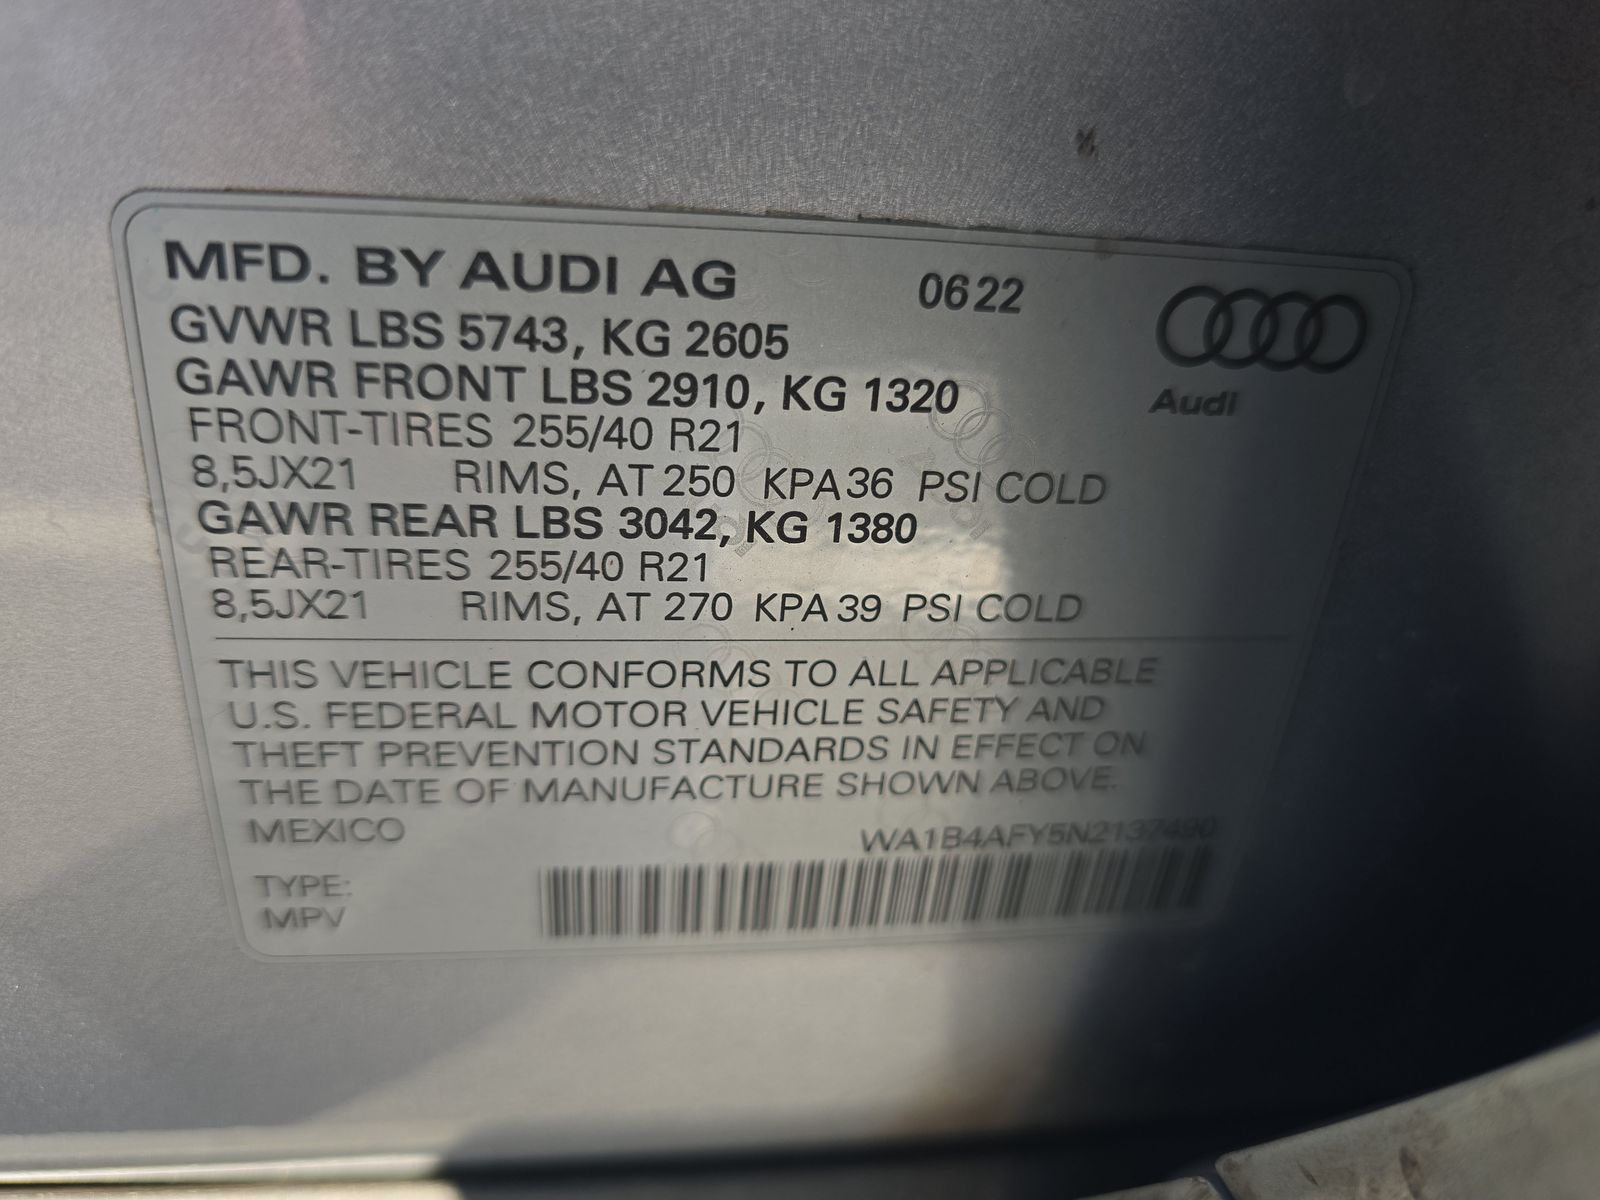 MFD. BY AUDI AG 0622
GVWR LBS 5743, KG 2605
GAWR FRONT LBS 2910, KG 1320
Audi
FRONT-TIRES 255/40 R21
8,5JX21 RIMS, AT 250 KPA 36 PSI COLD
GAWR REAR LBS 3042, KG 1380
REAR-TIRES 255/40 R21
8,5JX21 RIMS, AT 270 KPA 39 PSI COLD
THIS VEHICLE CONFORMS TO ALL APPLICABLE
U.S. FEDERAL MOTOR VEHICLE SAFETY AND
THEFT PREVENTION STANDARDS IN EFFECT ON
THE DATE OF MANUFACTURE SHOWN ABOVE.
MEXICO WA1B4AFY5N2137490
TYPE:
MPV